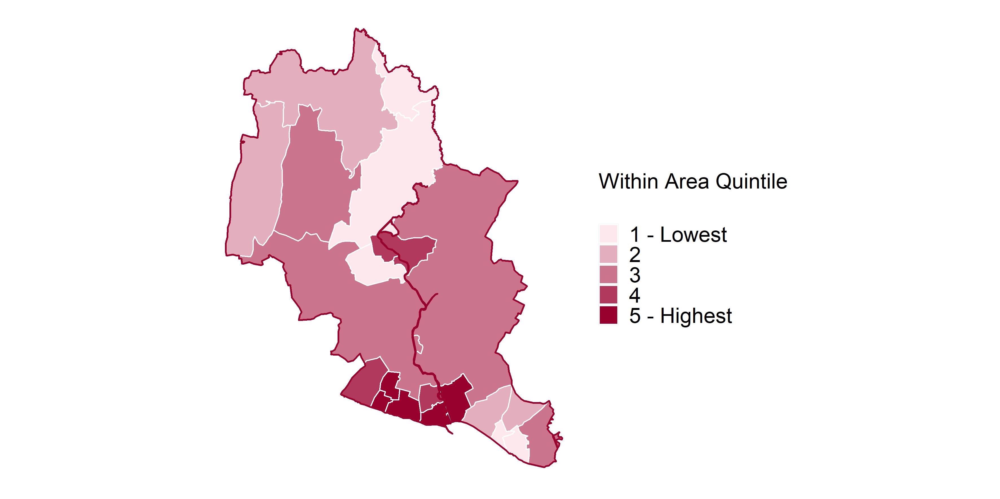 Within Area Quintile
1 - Lowest
2
3
4
5 - Highest